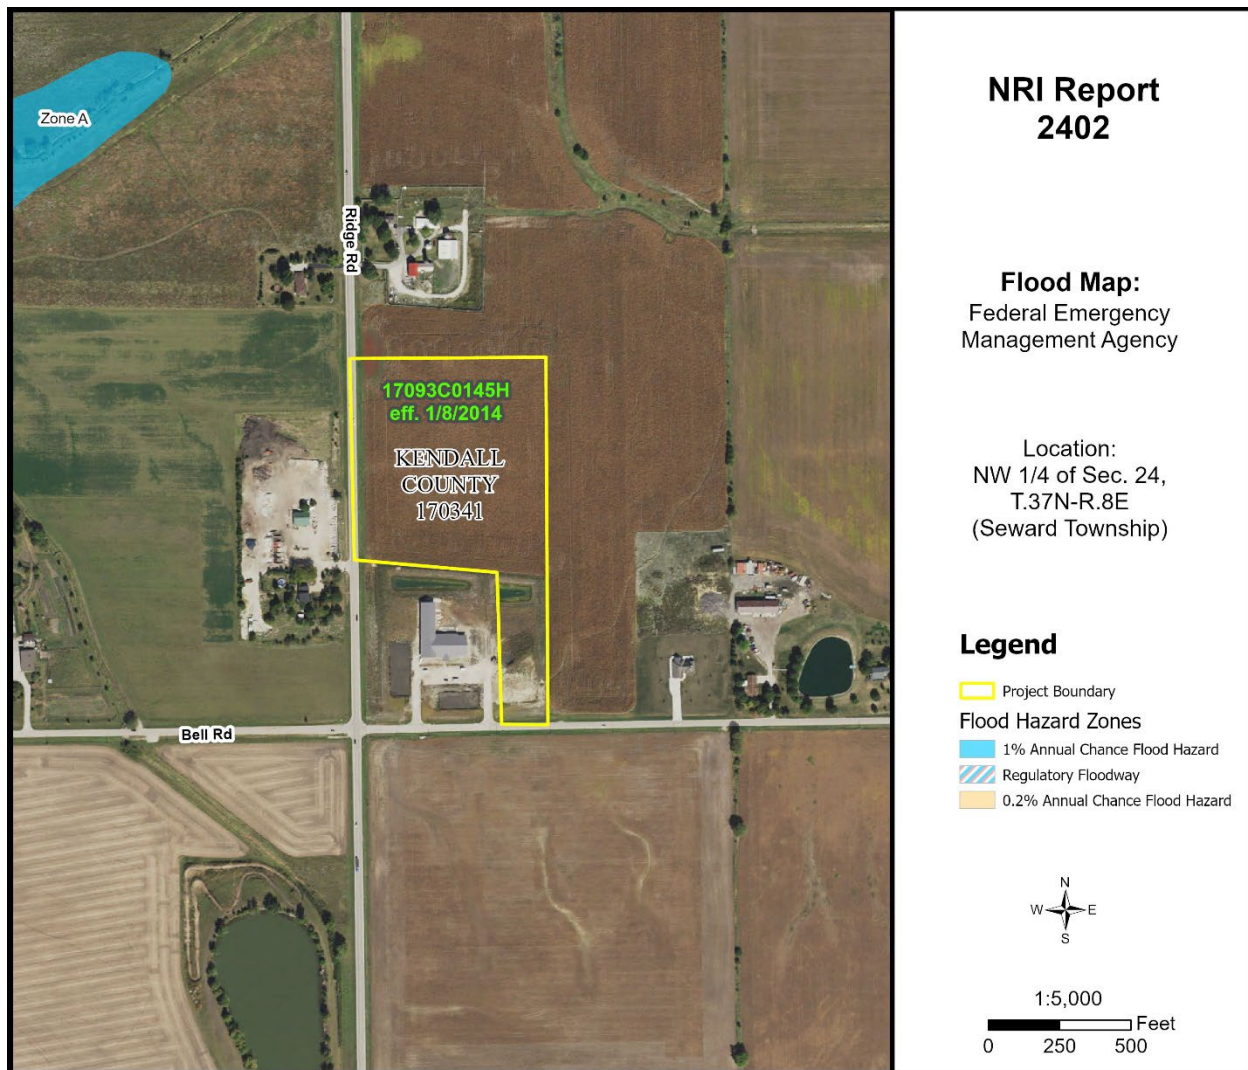 Zone A
Ridge Rd
17093C0145H
eff. 1/8/2014
KENDALL
COUNTY
170341
Bell Rd
NRI Report
2402
Flood Map:
Federal Emergency
Management Agency
Location:
NW 1/4 of Sec. 24,
T.37N-R.8E
(Seward Township)
Legend
Project Boundary
Flood Hazard Zones
1% Annual Chance Flood Hazard
Regulatory Floodway
0.2% Annual Chance Flood Hazard
N
W E
S
1:5,000
Feet
0 250 500